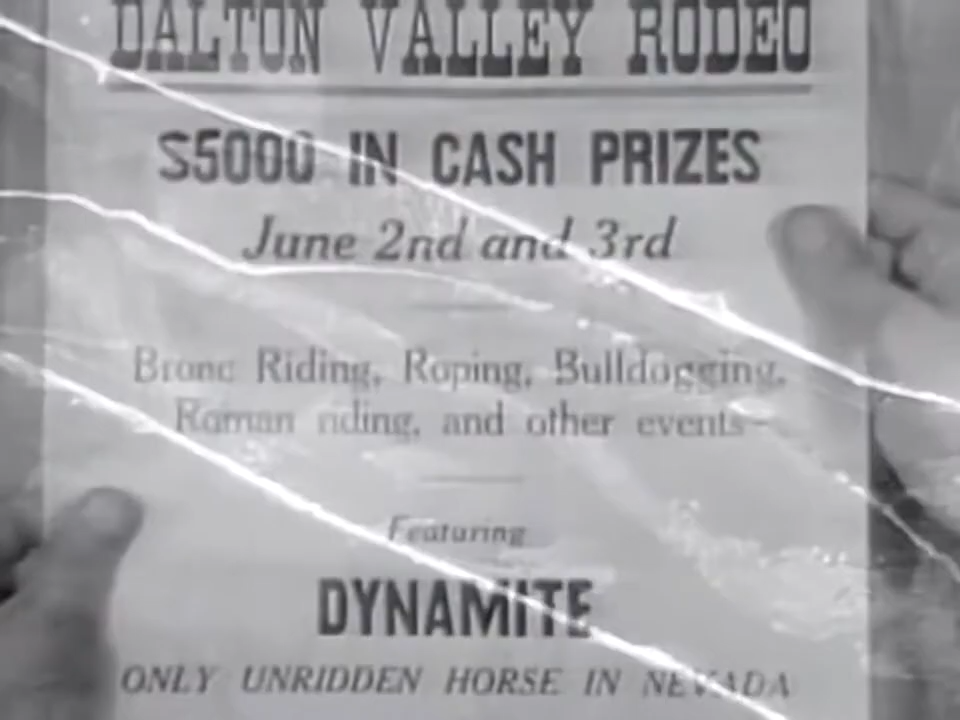 DALTON VALLEY RODEO
$5000 IN CASH PRIZES
June 2nd and 3rd
Bronc Riding, Roping, Bulldogging,
Roman riding, and other events—
Featuring
DYNAMITE
ONLY UNRIDDEN HORSE IN NEVADA